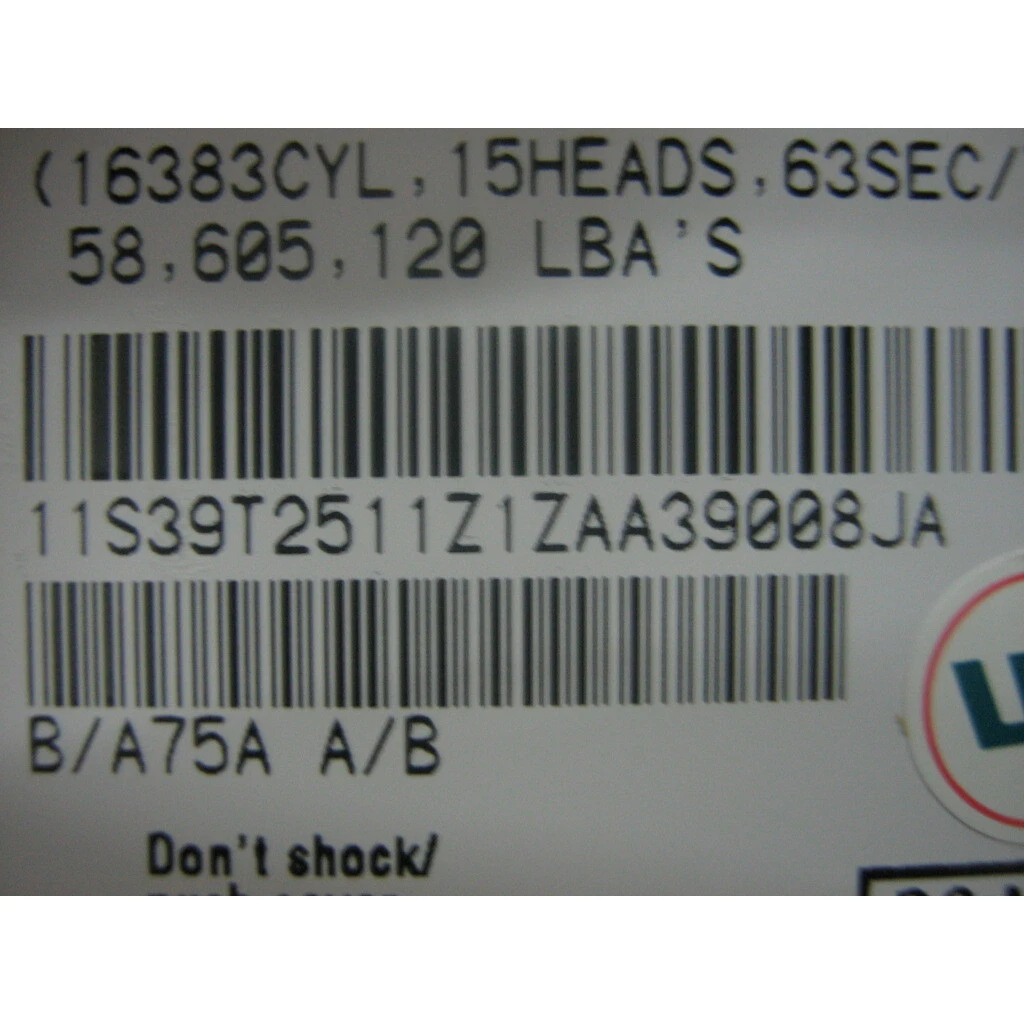 (16383CYL,15HEADS,63SEC/
58,605,120 LBA'S
11S39T2511Z1ZAA39008JA
B/A75A A/B
Don't shock/